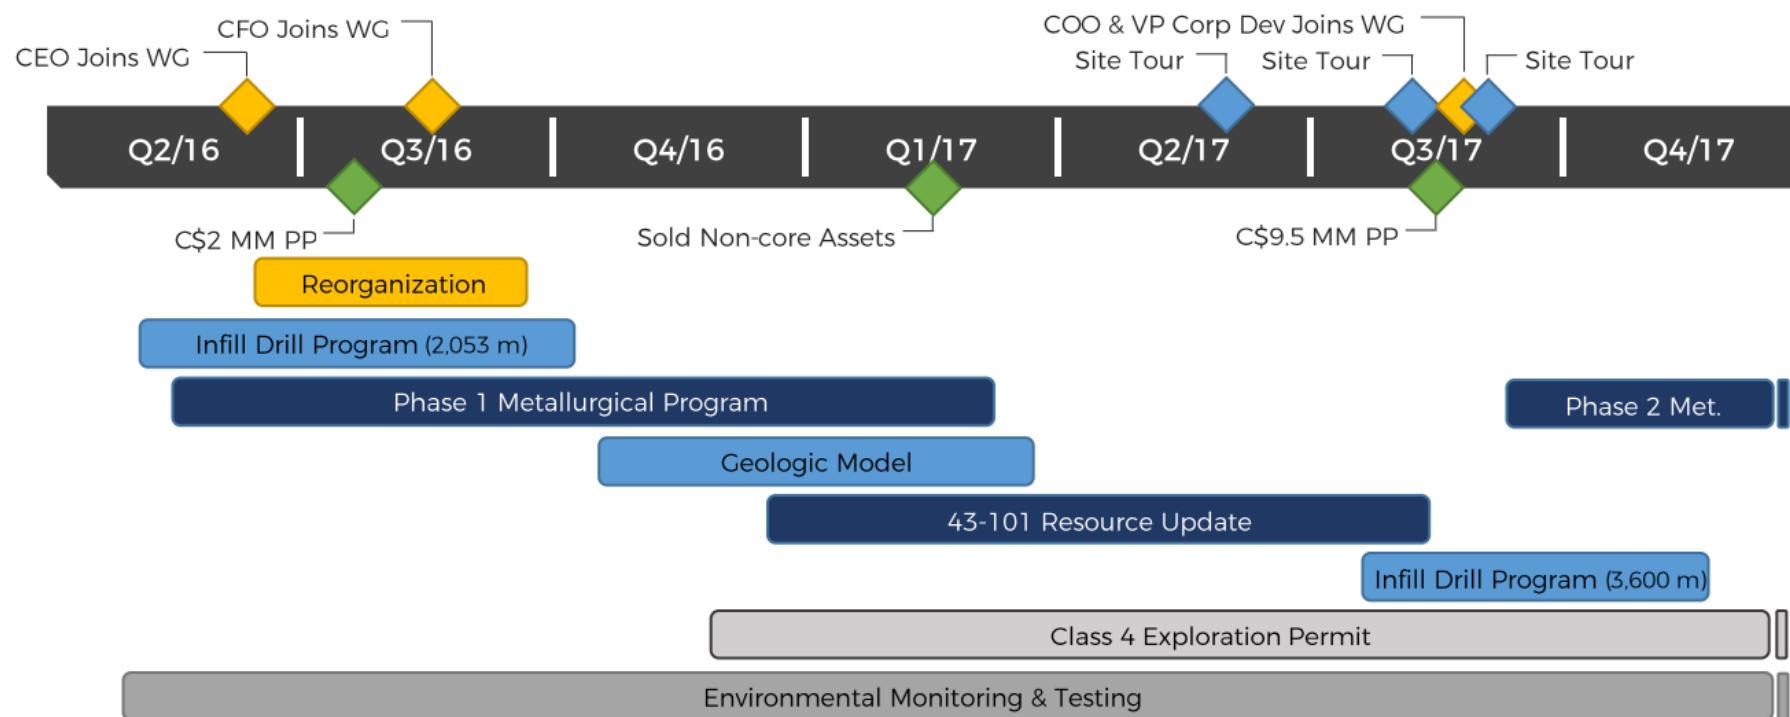 CFO Joins WG
COO & VP Corp Dev Joins WG
CEO Joins WG
Site Tour
Site Tour
Site Tour
Q2/16
Q3/16
Q4/16
Q1/17
Q2/17
Q3/17
Q4/17
C$2 MM PP
Sold Non-core Assets
C$9.5 MM PP
Reorganization
Infill Drill Program (2,053 m)
Phase 1 Metallurgical Program
Phase 2 Met.
Geologic Model
43-101 Resource Update
Infill Drill Program (3,600 m)
Class 4 Exploration Permit
Environmental Monitoring & Testing